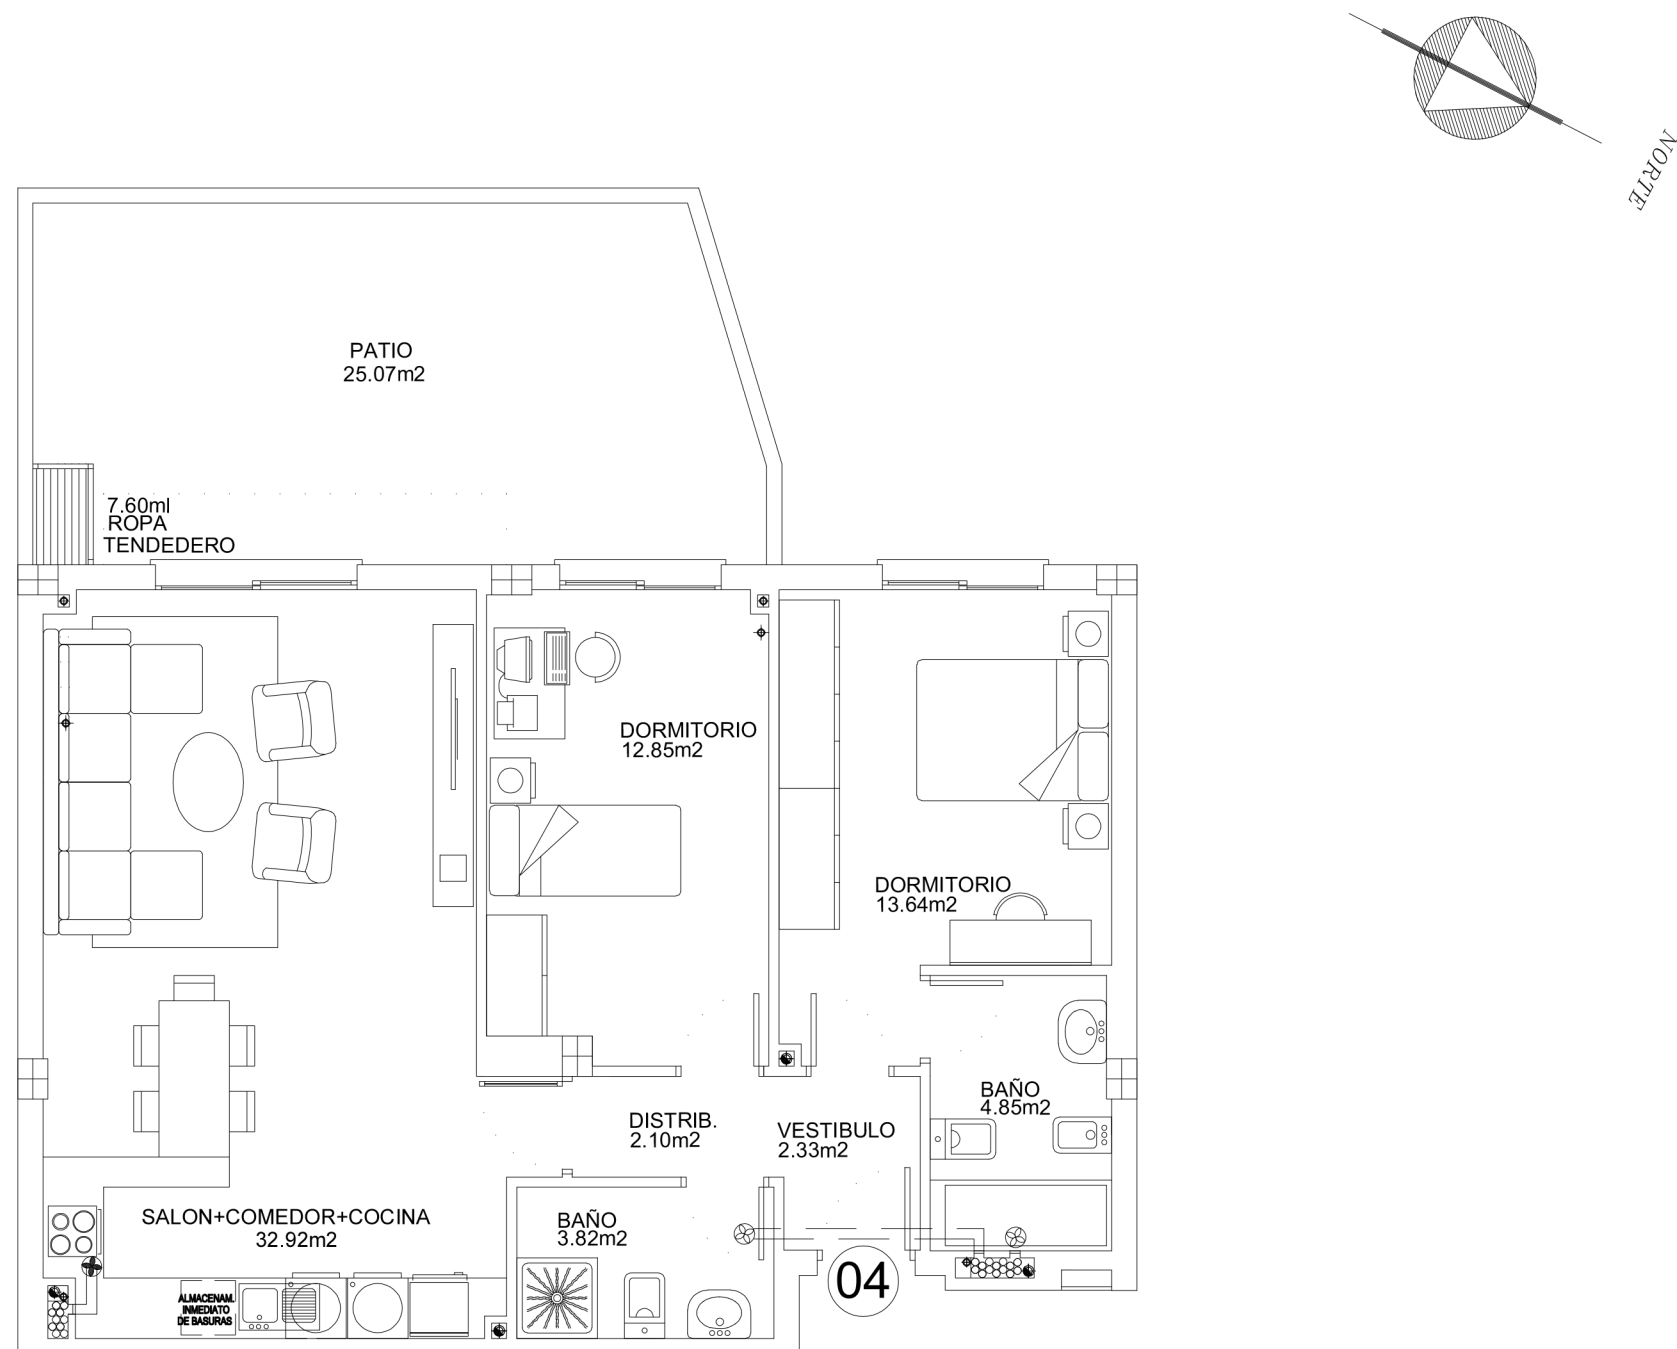 NORTE
PATIO
25.07m2
7.60ml
ROPA
TENDEDERO
DORMITORIO
12.85m2
DORMITORIO
13.64m2
BAÑO
4.85m2
DISTRIB.
2.10m2
VESTIBULO
2.33m2
SALON+COMEDOR+COCINA
32.92m2
BAÑO
3.82m2
04
ALMACENAM.
INMEDIATO
DE BASURAS